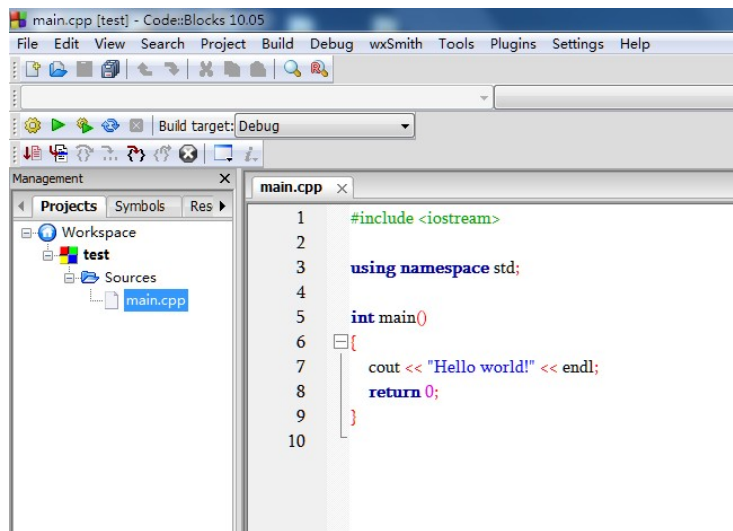 main.cpp [test] - Code::Blocks 10.05
File Edit View Search Project Build Debug wxSmith Tools Plugins Settings Help
Build target: Debug
Management
main.cpp
Projects Symbols Res
Workspace
test
Sources
main.cpp
1 #include <iostream>
2
3 using namespace std;
4
5 int main()
6 {
7 cout << "Hello world!" << endl;
8 return 0;
9 }
10